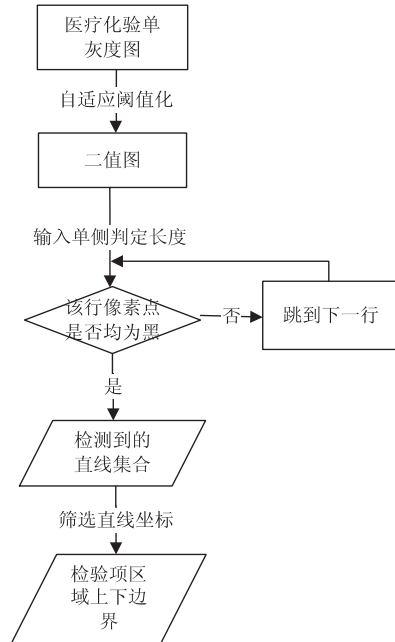 医疗化验单
灰度图
自适应阈值化
二值图
输入单侧判定长度
该行像素点
是否均为黑
否
跳到下一行
是
检测到的
直线集合
筛选直线坐标
检验项区
域上下边
界